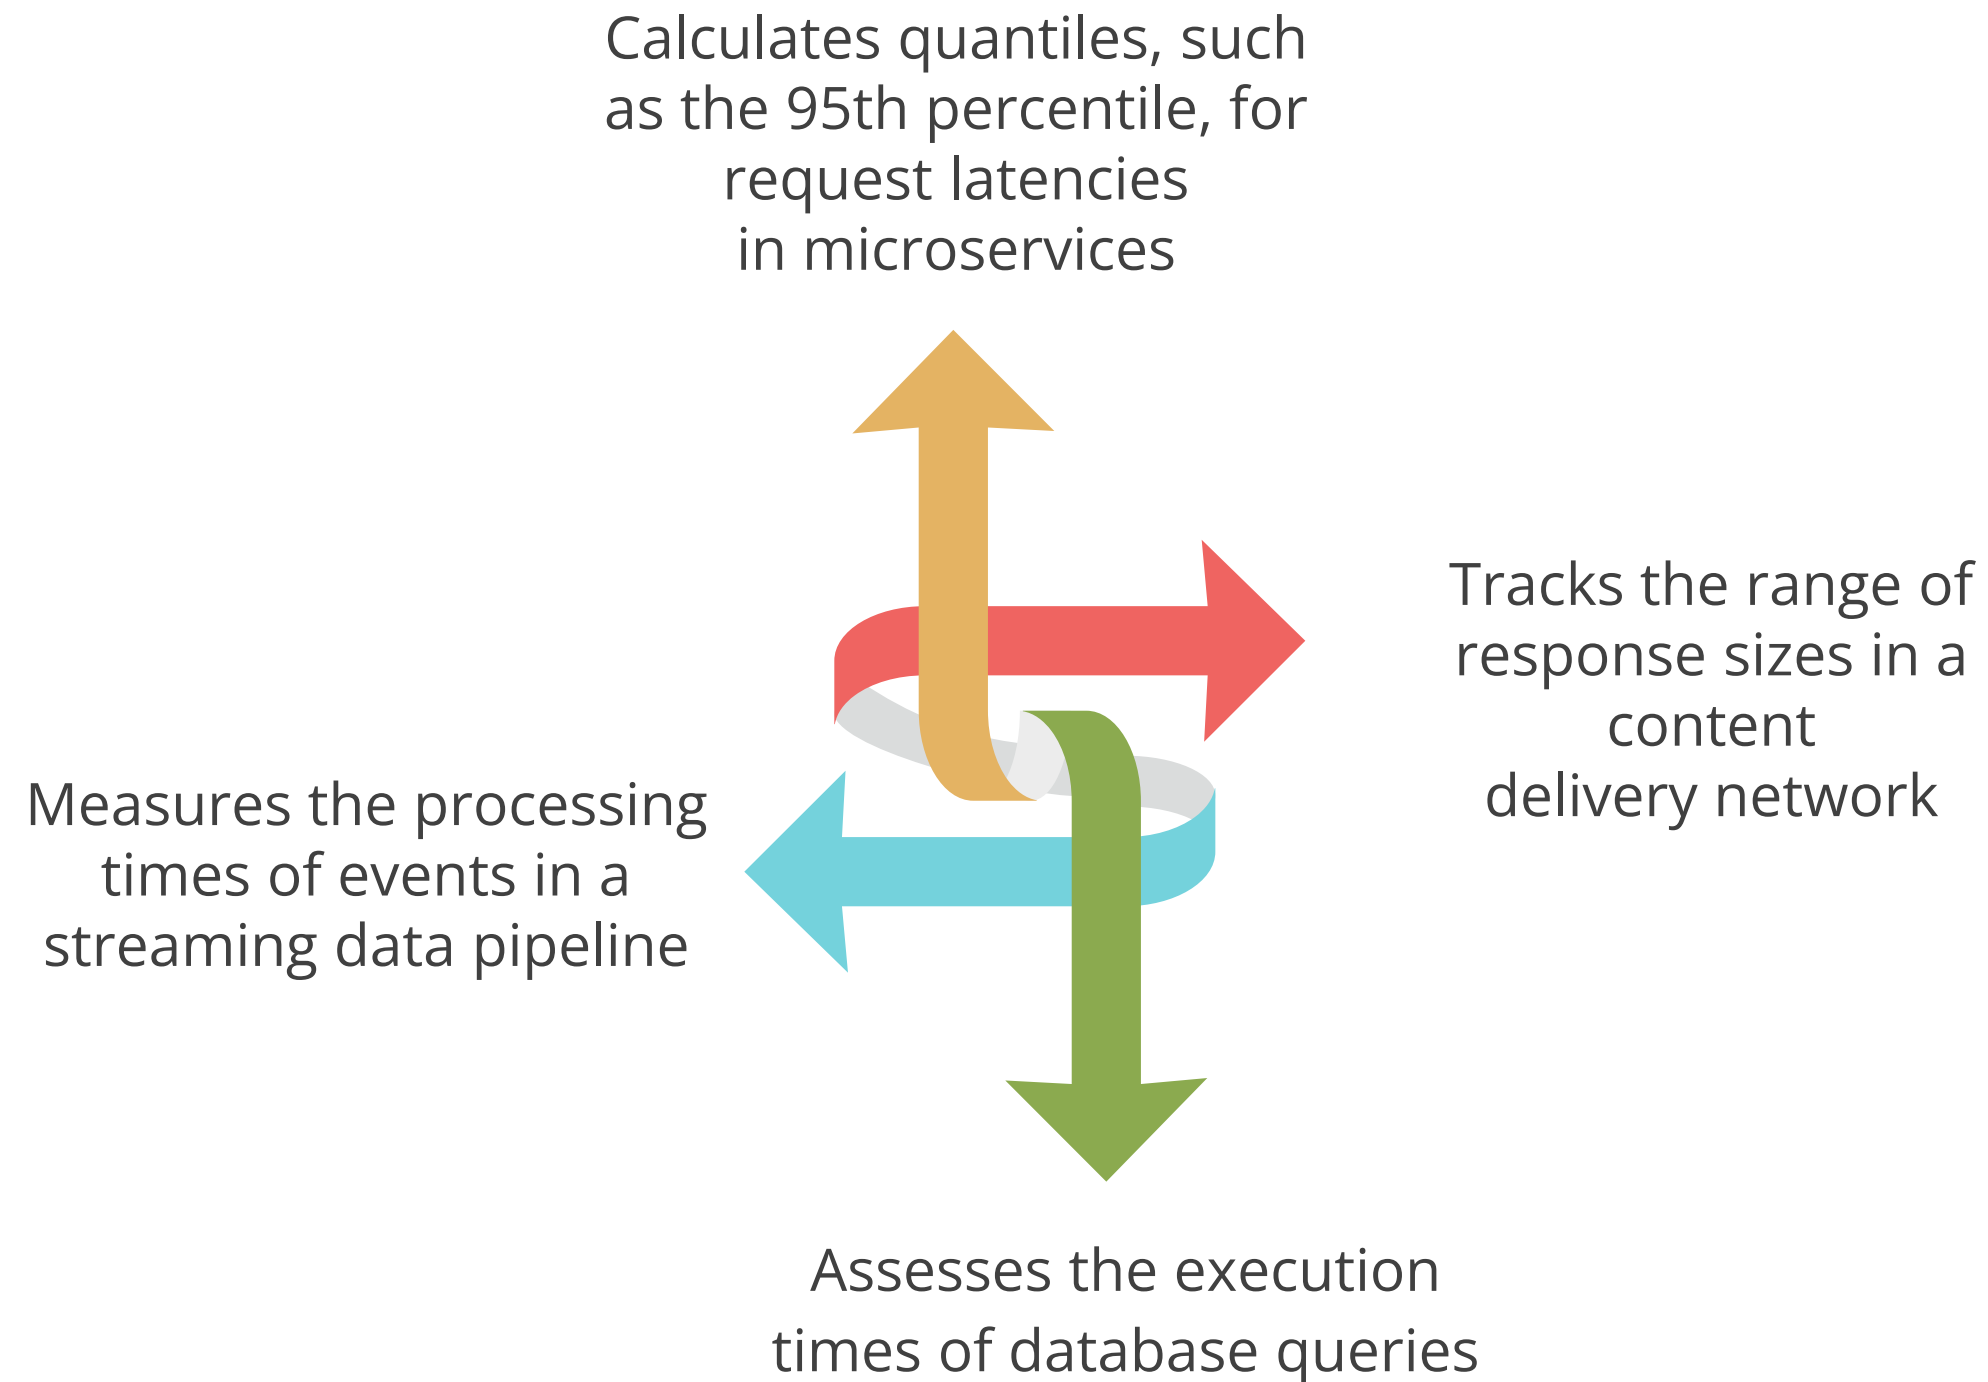 Calculates quantiles, such
as the 95th percentile, for
request latencies
in microservices
Tracks the range of
response sizes in a
content
delivery network
Measures the processing
times of events in a
streaming data pipeline
Assesses the execution
times of database queries